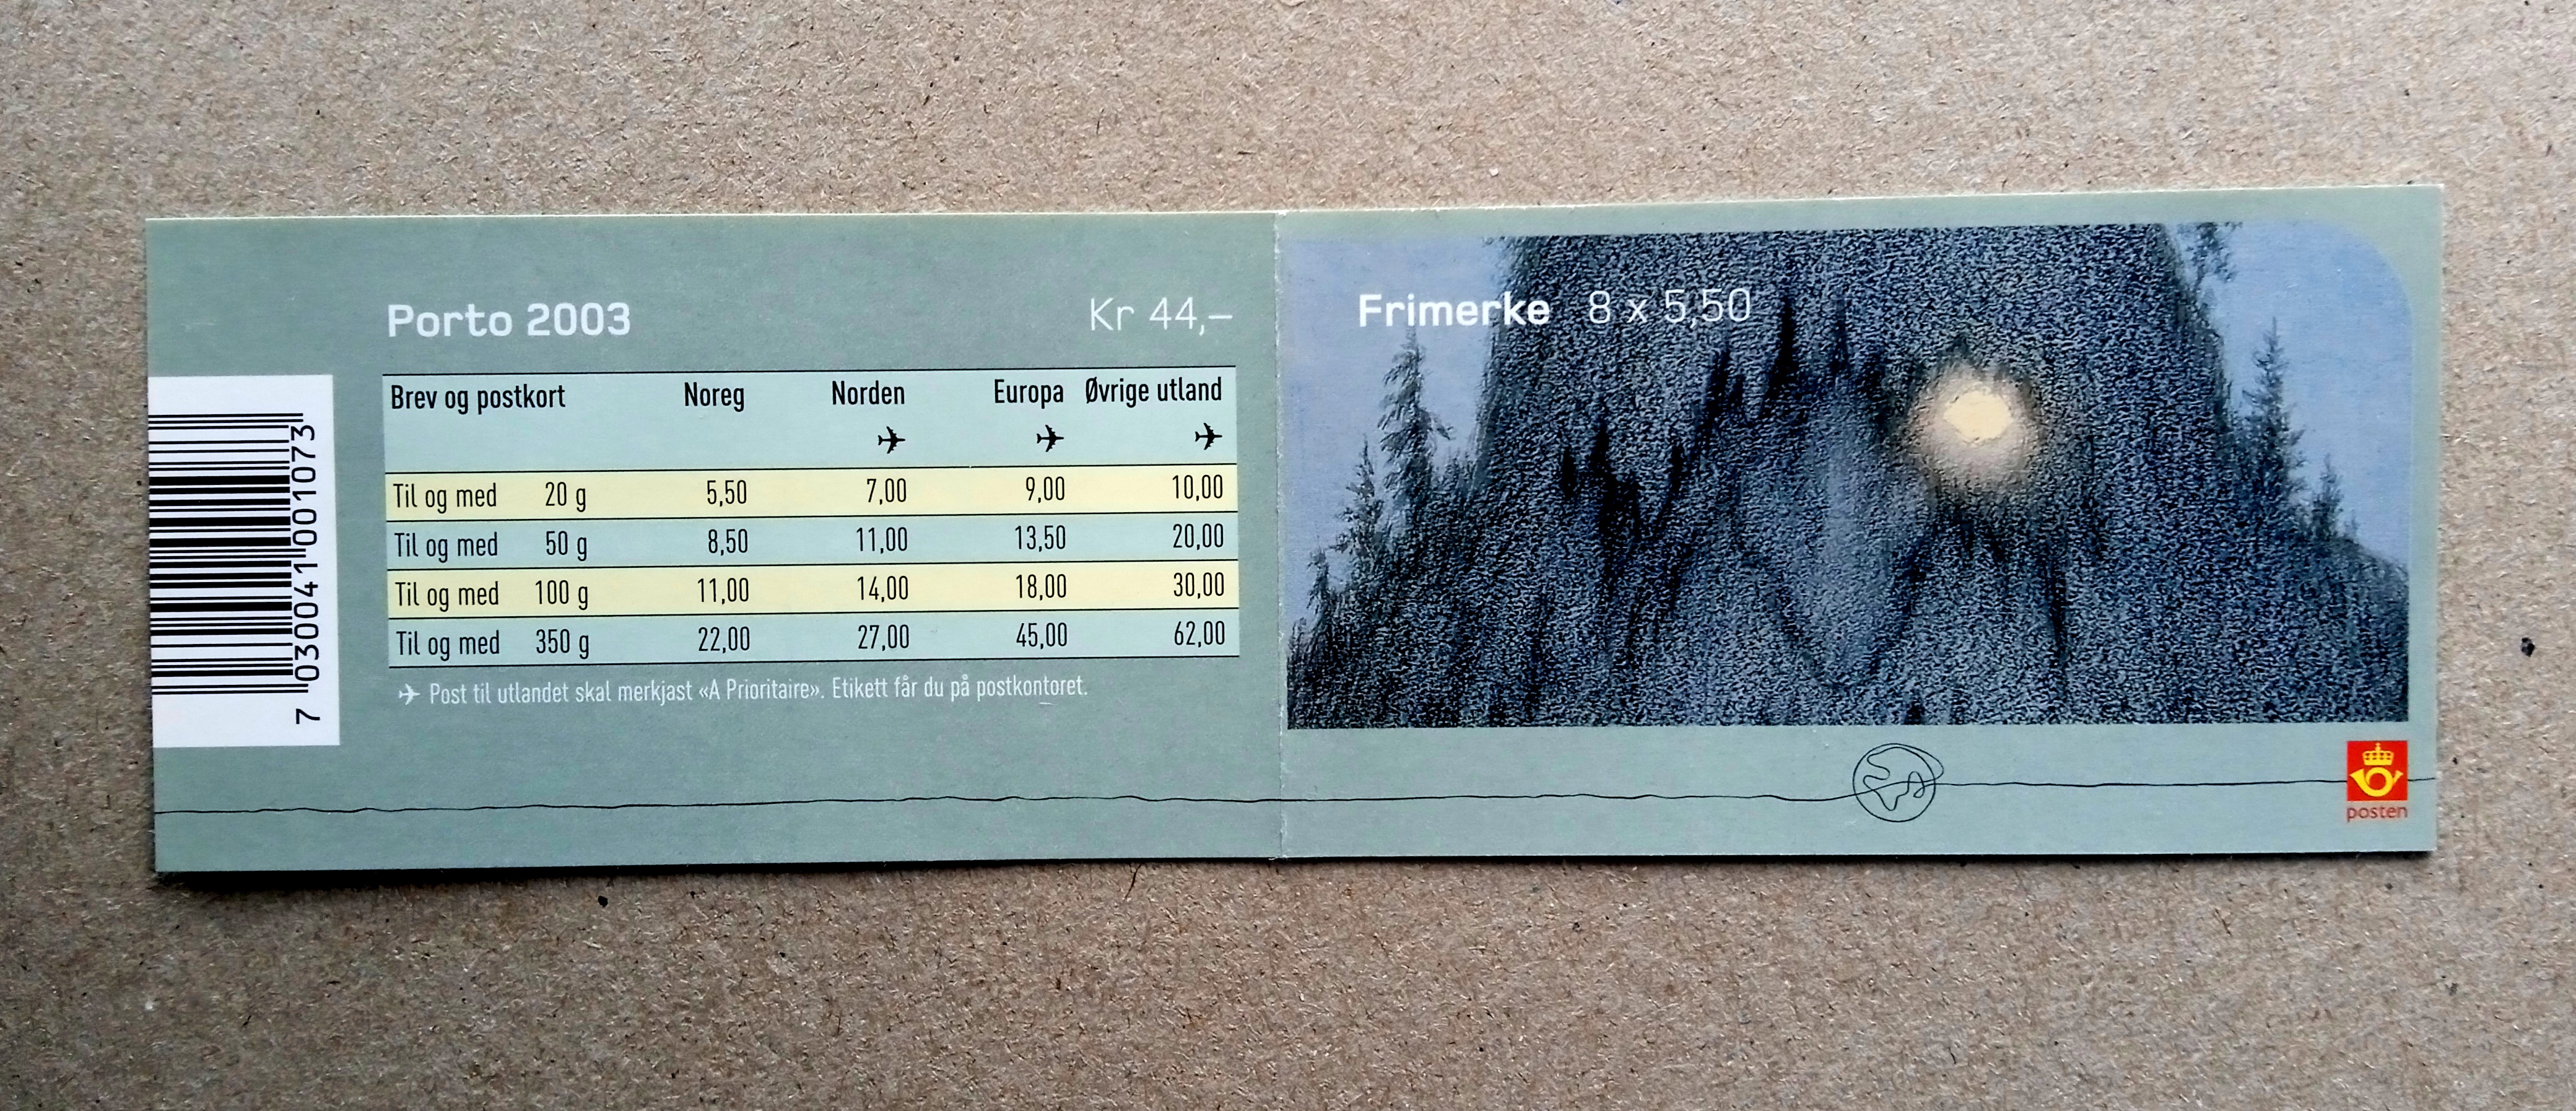 Porto 2003 Kr 44,–
Brev og postkort Noreg Norden Europa Øvrige utland
Til og med 20 g 5,50 7,00 9,00 10,00
Til og med 50 g 8,50 11,00 13,50 20,00
Til og med 100 g 11,00 14,00 18,00 30,00
Til og med 350 g 22,00 27,00 45,00 62,00
Post til utlandet skal merkjast «A Prioritaire». Etikett får du på postkontoret.
7 030041 001073
Frimerke 8 x 5,50
posten